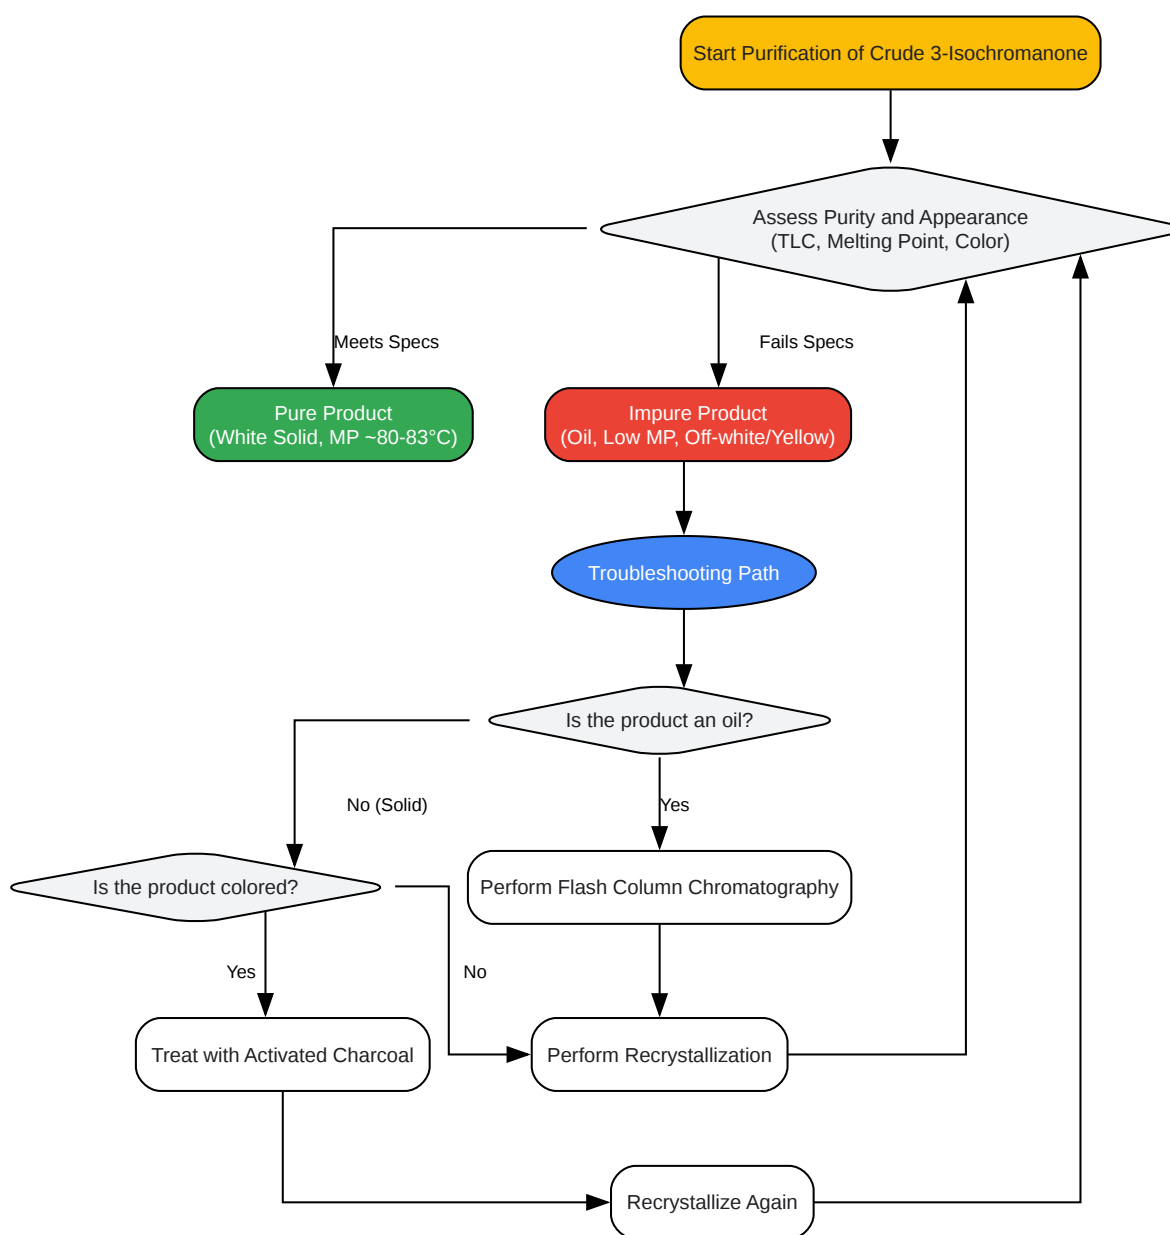 Start Purification of Crude 3-Isochromanone
Assess Purity and Appearance
(TLC, Melting Point, Color)
Meets Specs
Fails Specs
Pure Product
(White Solid, MP ~80-83°C)
Impure Product
(Oil, Low MP, Off-white/Yellow)
Troubleshooting Path
Is the product an oil?
No (Solid)
Yes
Is the product colored?
Perform Flash Column Chromatography
Yes
No
Treat with Activated Charcoal
Perform Recrystallization
Recrystallize Again